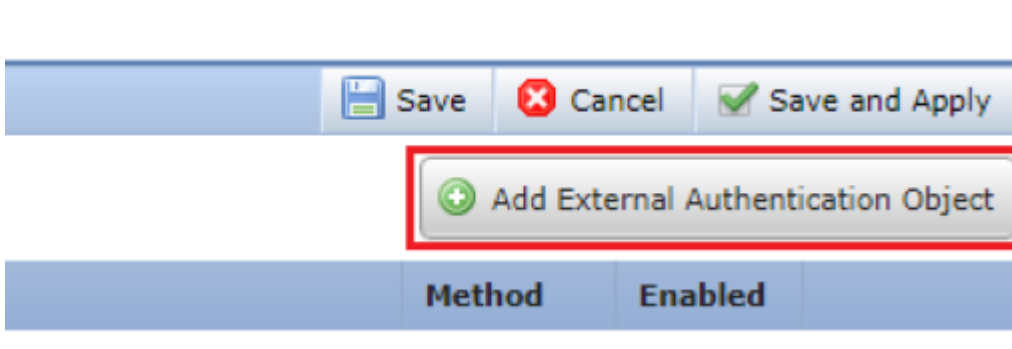 Save Cancel Save and Apply
Add External Authentication Object
Method Enabled